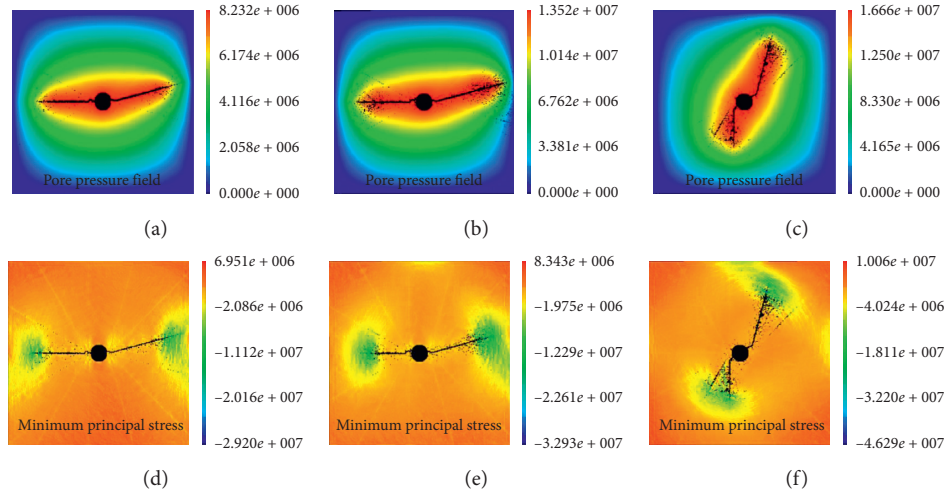 8.232e + 006
6.174e + 006
4.116e + 006
2.058e + 006
0.000e + 000
Pore pressure field
(a)
1.352e + 007
1.014e + 007
6.762e + 006
3.381e + 006
0.000e + 000
Pore pressure field
(b)
1.666e + 007
1.250e + 007
8.330e + 006
4.165e + 006
0.000e + 000
Pore pressure field
(c)
6.951e + 006
–2.086e + 006
–1.112e + 007
–2.016e + 007
–2.920e + 007
Minimum principal stress
(d)
8.343e + 006
–1.975e + 006
–1.229e + 007
–2.261e + 007
–3.293e + 007
Minimum principal stress
(e)
1.006e + 007
–4.024e + 006
–1.811e + 007
–3.220e + 007
–4.629e + 007
Minimum principal stress
(f)